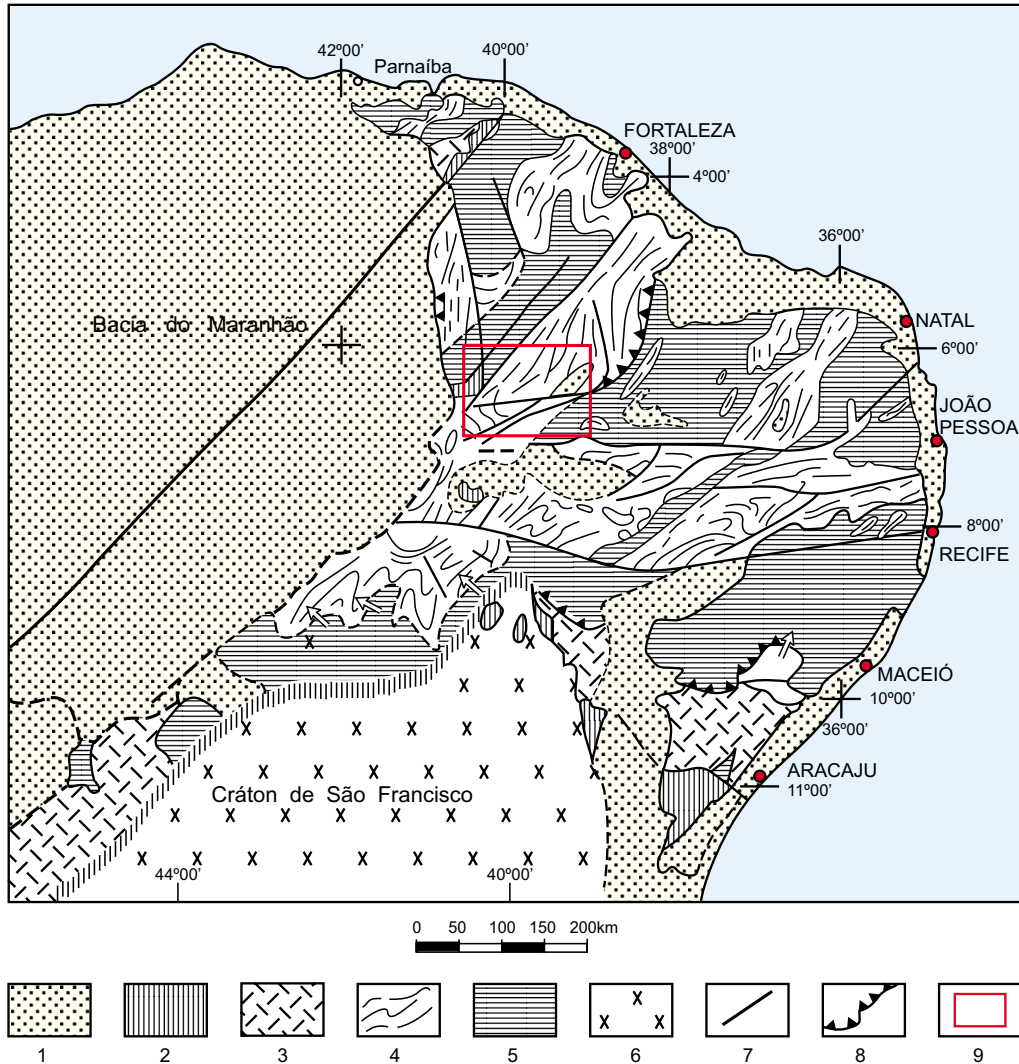 42º00'
40º00'
Parnaíba
FORTALEZA
38º00'
4º00'
36º00'
Bacia do Maranhão
NATAL
6º00'
JOÃO
PESSOA
8º00'
RECIFE
MACEIÓ
10º00'
36º00'
ARACAJU
11º00'
Cráton de São Francisco
44º00'
40º00'
0 50 100 150 200km
1 2 3 4 5 6 7 8 9